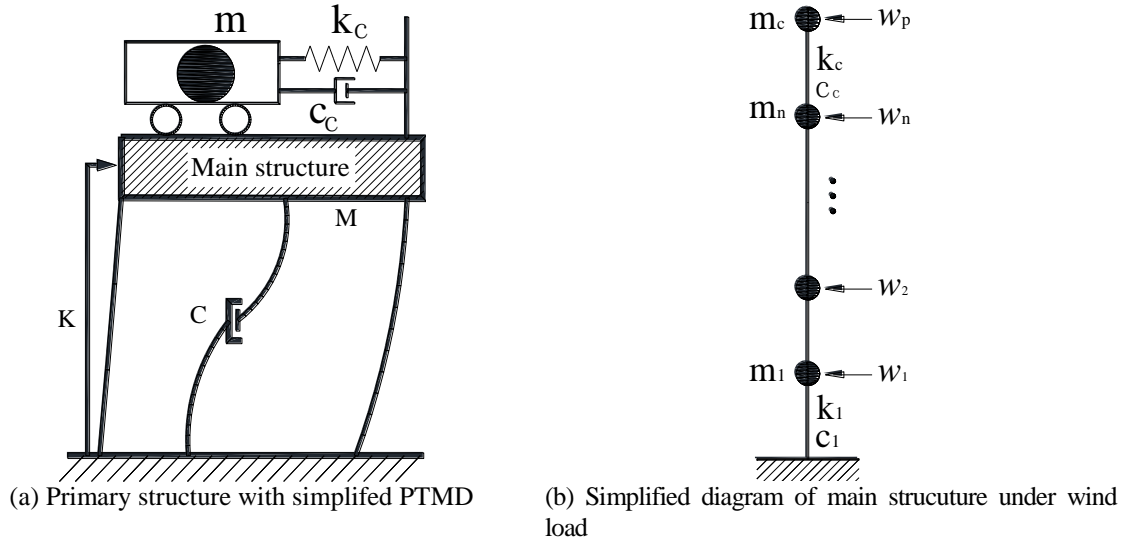 m
k_C
c_C
Main structure
M
K
C
(a) Primary structure with simplifed PTMD
m_c
w_p
k_c
C_c
m_n
w_n
w_2
m_1
w_1
k_1
c_1
(b) Simplified diagram of main strucuture under wind
load